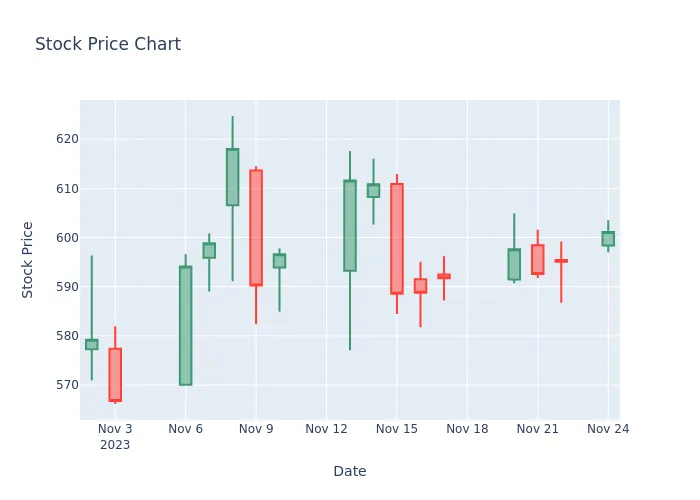 Stock Price Chart
620
610
600
590
580
570
Stock Price
Nov 3
2023
Nov 6
Nov 9
Nov 12
Nov 15
Nov 18
Nov 21
Nov 24
Date